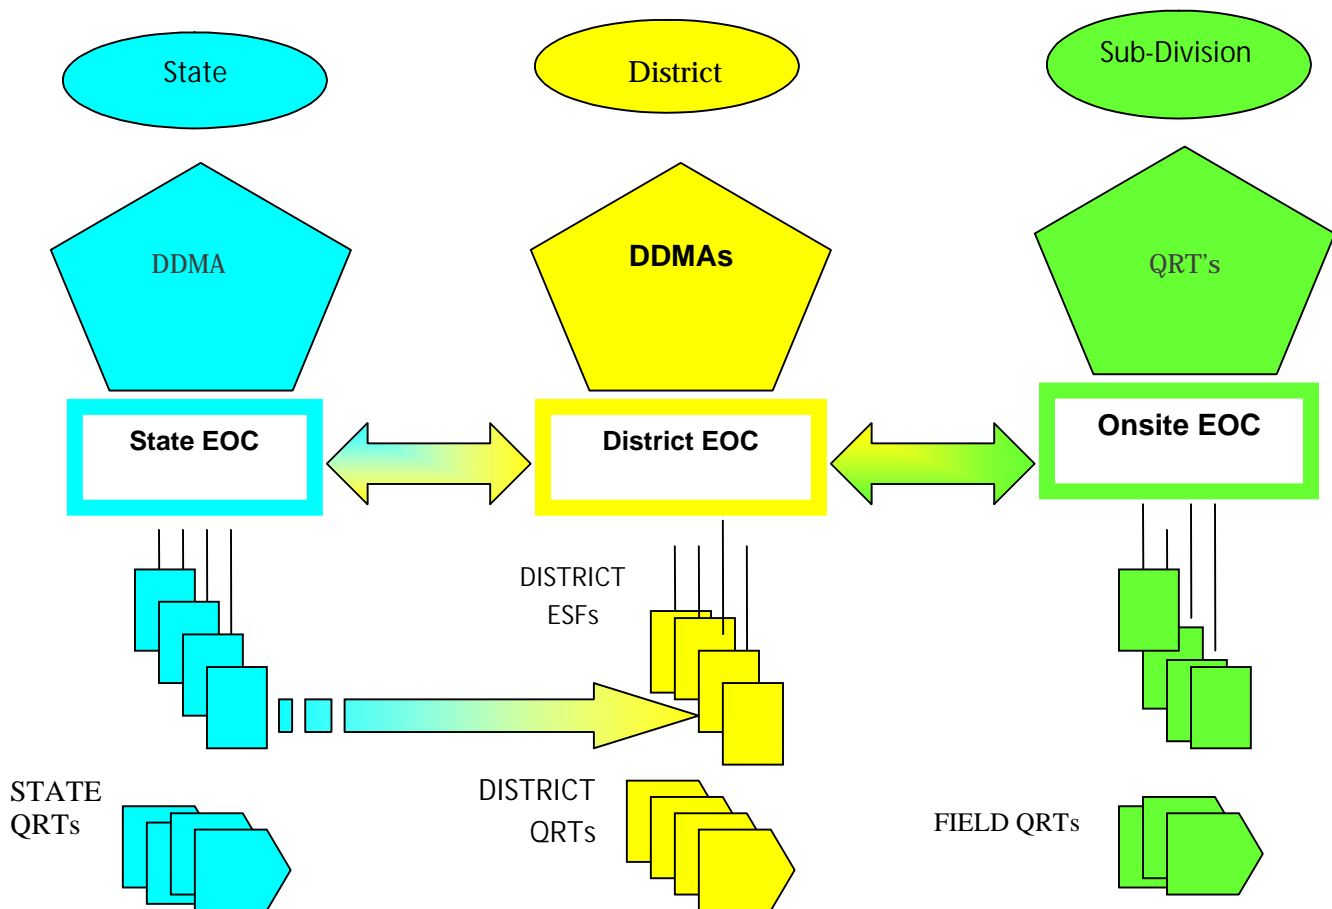 State
District
Sub-Division
DDMA
DDMAs
QRT's
State EOC
District EOC
Onsite EOC
DISTRICT
ESFs
STATE
QRTs
DISTRICT
QRTs
FIELD QRTs